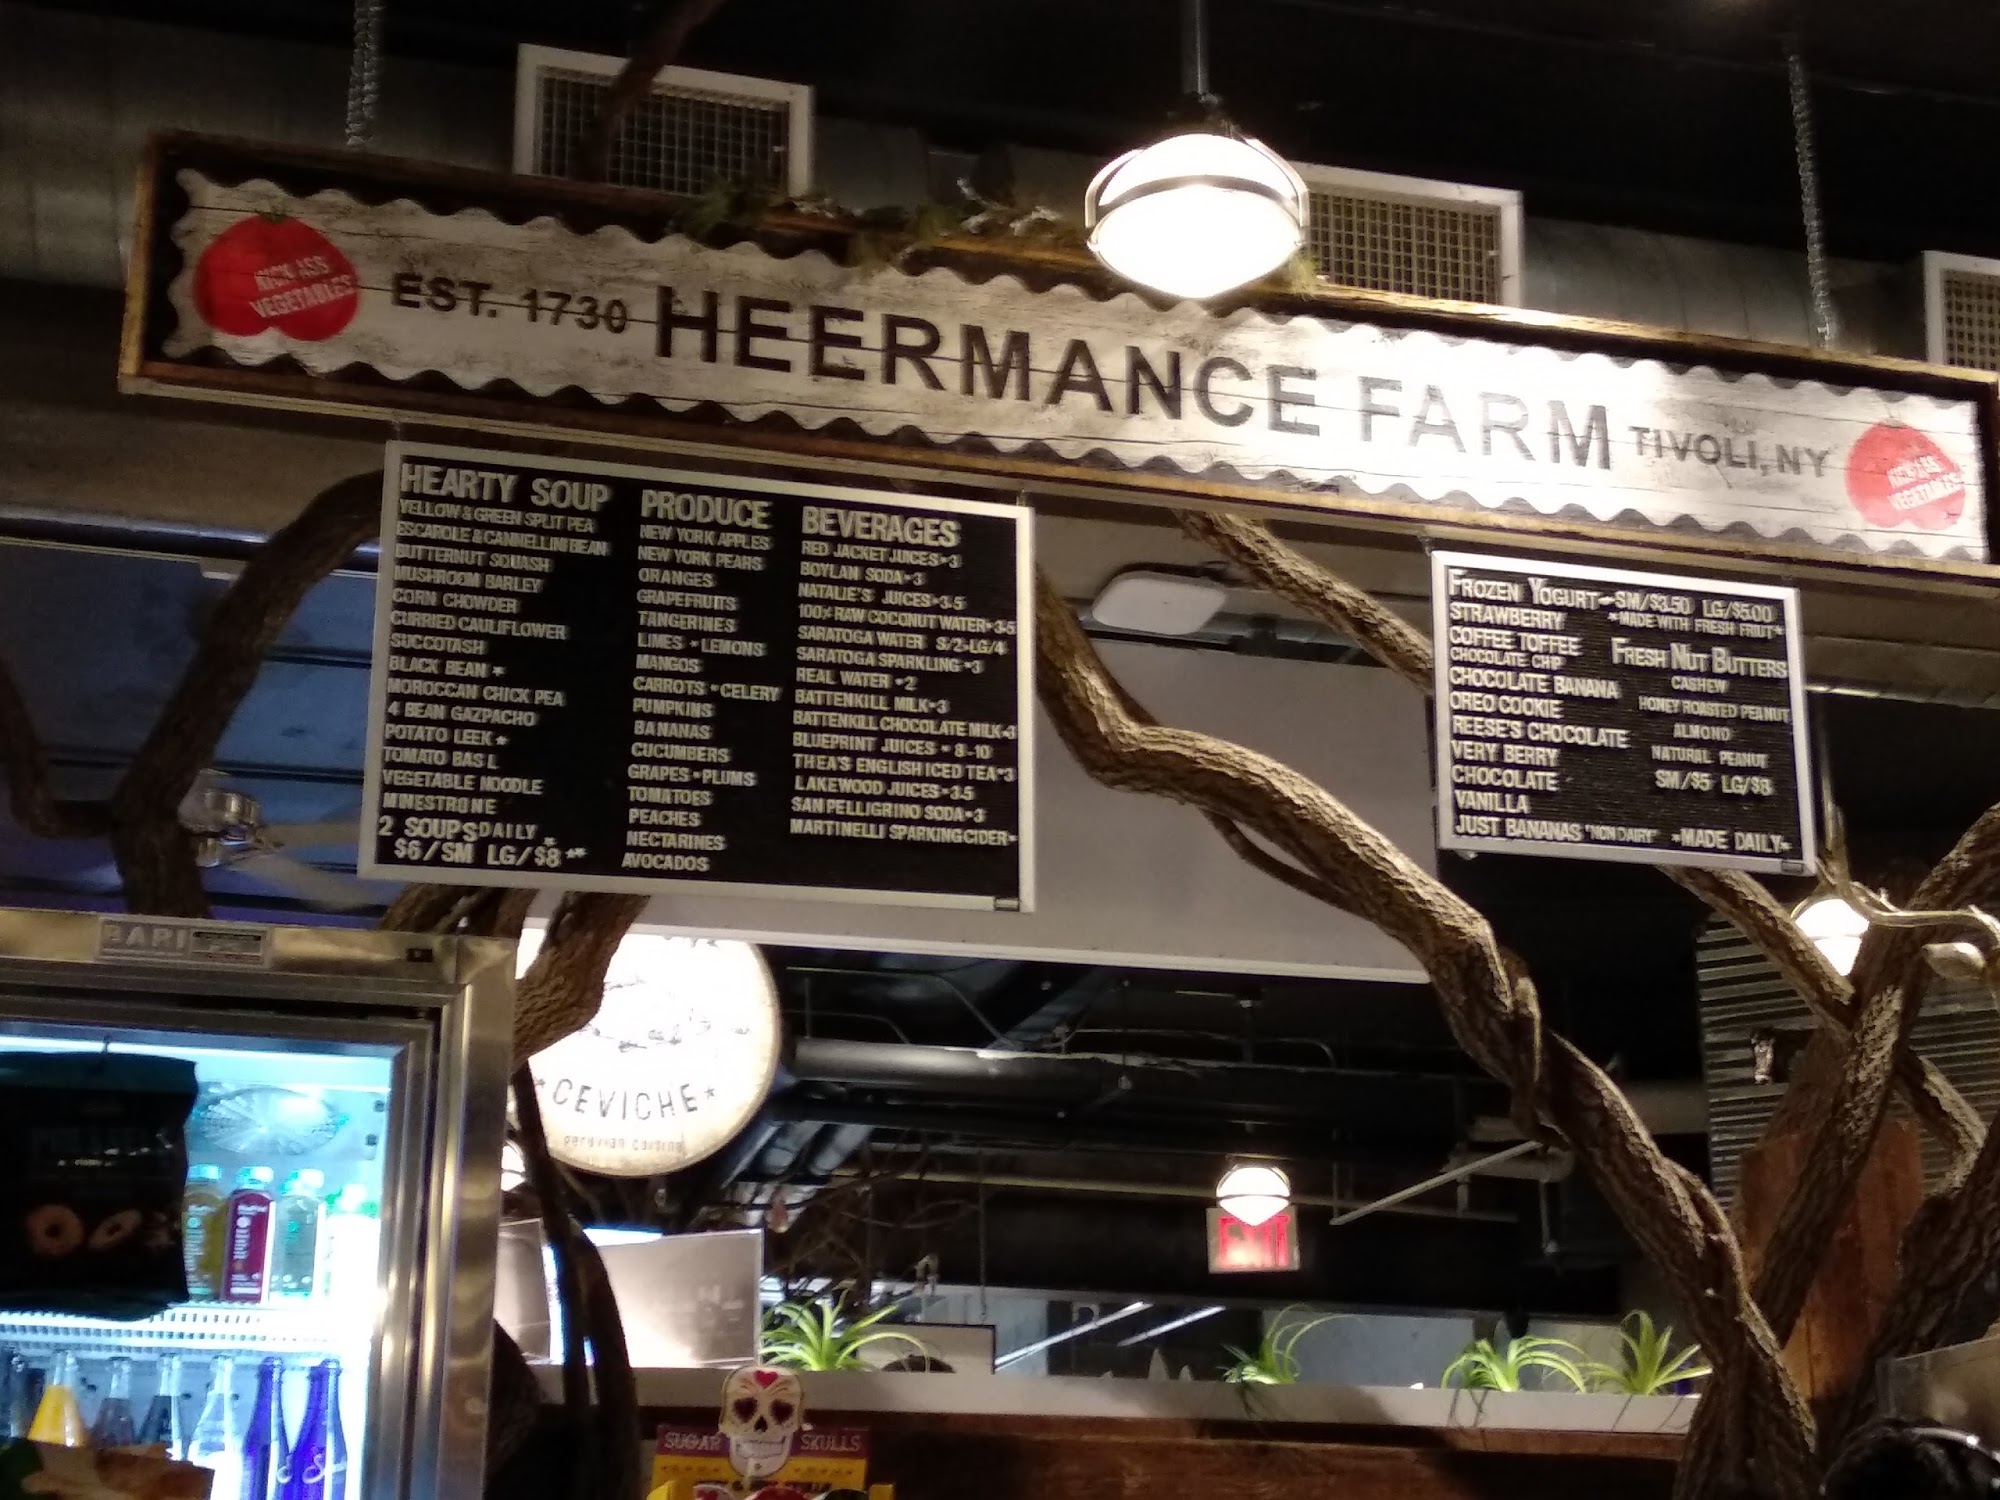 KICK ASS
VEGETABLES
EST. 1730 HEERMANCE FARM TIVOLI, NY
KICK ASS
VEGETABLES
HEARTY SOUP
YELLOW & GREEN SPLIT PEA
ESCAROLE & CANNELLINI BEAN
BUTTERNUT SQUASH
MUSHROOM BARLEY
CORN CHOWDER
CURRIED CAULIFLOWER
SUCCOTASH
BLACK BEAN *
MOROCCAN CHICK PEA
4 BEAN GAZPACHO
POTATO LEEK *
TOMATO BAS L
VEGETABLE NOODLE
MINESTRONE
2 SOUPS DAILY
$6/SM LG/$8 **
PRODUCE
NEW YORK APPLES
NEW YORK PEARS
ORANGES
GRAPEFRUITS
TANGERINES
LIMES • LEMONS
MANGOS
CARROTS • CELERY
PUMPKINS
BANANAS
CUCUMBERS
GRAPES • PLUMS
TOMATOES
PEACHES
NECTARINES
AVOCADOS
BEVERAGES
RED JACKET JUICES • 3
BOYLAN SODA • 3
NATALIE'S JUICES • 3.5
100% RAW COCONUT WATER • 3.5
SARATOGA WATER S/2-LG/4
SARATOGA SPARKLING • 3
REAL WATER • 2
BATTENKILL MILK • 3
BATTENKILL CHOCOLATE MILK • 3
BLUEPRINT JUICES • 8-10
THEA'S ENGLISH ICED TEA • 3
LAKEWOOD JUICES • 3.5
SAN PELLIGRINO SODA • 3
MARTINELLI SPARKING CIDER •
FROZEN YOGURT - SM/$3.50 LG/$5.00
*MADE WITH FRESH FRIUT*
STRAWBERRY
COFFEE TOFFEE
CHOCOLATE CHIP
CHOCOLATE BANANA
OREO COOKIE
REESE'S CHOCOLATE
VERY BERRY
CHOCOLATE
VANILLA
JUST BANANAS "NON DAIRY" *MADE DAILY*
FRESH NUT BUTTERS
CASHEW
HONEY ROASTED PEANUT
ALMOND
NATURAL PEANUT
SM/$5 LG/$8
BARI
*CEVICHE*
peruvian cuisine
EXIT
SUGAR SKULLS